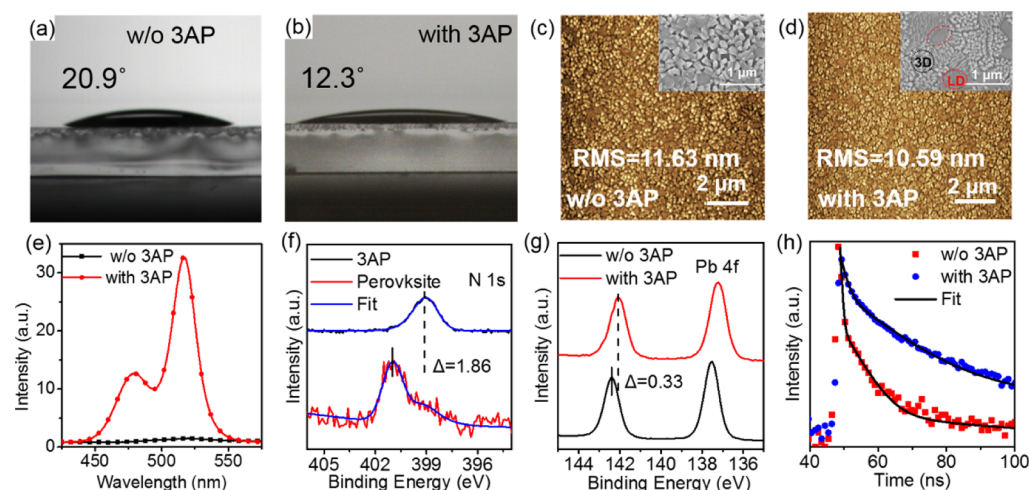 (a)
w/o 3AP
20.9°
(b)
with 3AP
12.3°
(c)
1 μm
RMS=11.63 nm
w/o 3AP
2 μm
(d)
3D
LD
1 μm
RMS=10.59 nm
with 3AP
2 μm
(e)
w/o 3AP
with 3AP
30
20
10
0
450
500
550
Intensity (a.u.)
Wavelength (nm)
(f)
3AP
Perovksite
Fit
N 1s
Δ=1.86
405
402
399
396
Intensity (a.u.)
Binding Energy (eV)
(g)
w/o 3AP
with 3AP
Pb 4f
Δ=0.33
144
142
140
138
136
Intensity (a.u.)
Binding Energy (eV)
(h)
w/o 3AP
with 3AP
Fit
40
60
80
100
Intensity (a.u.)
Time (ns)